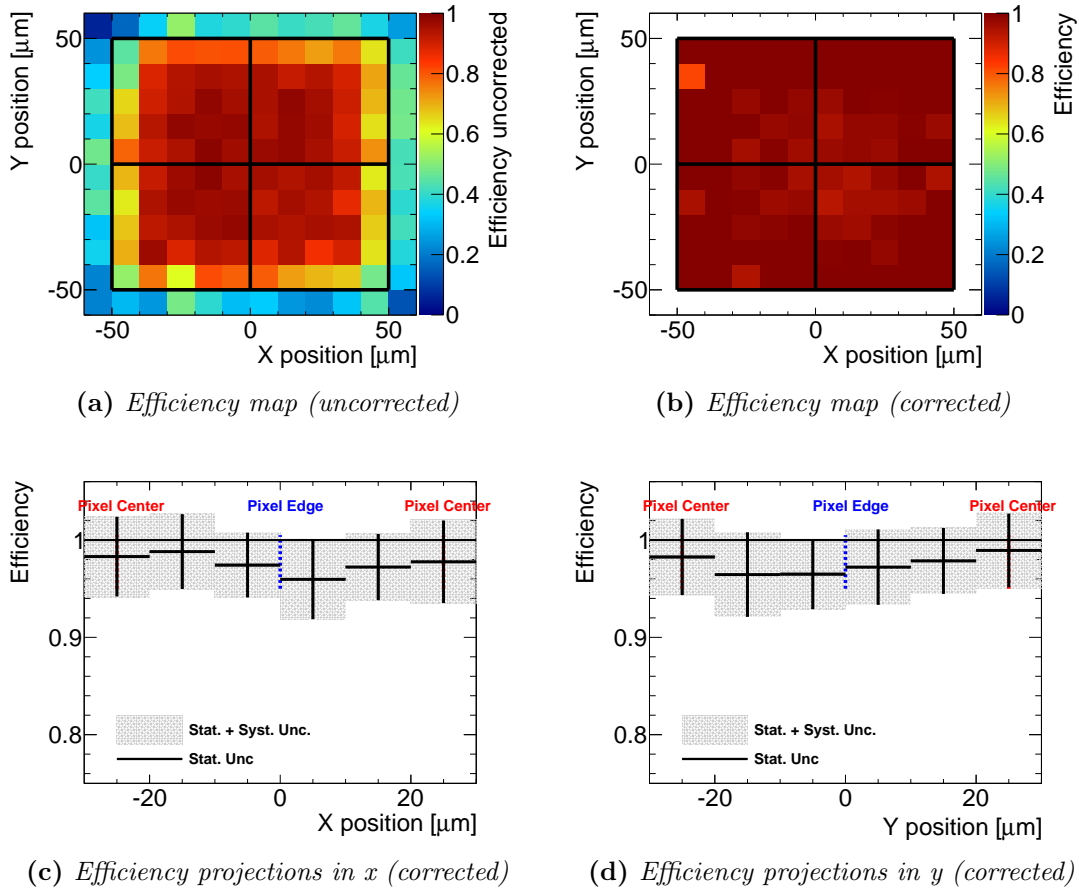 Y position [μm]
50
0
-50
-50
0
50
X position [μm]
1
0.8
0.6
0.4
0.2
0
Efficiency uncorrected
(a) Efficiency map (uncorrected)
Y position [μm]
50
0
-50
-50
0
50
X position [μm]
1
0.8
0.6
0.4
0.2
0
Efficiency
(b) Efficiency map (corrected)
Efficiency
1
0.9
0.8
Pixel Center
Pixel Edge
Pixel Center
Stat. + Syst. Unc.
Stat. Unc
-20
0
20
X position [μm]
(c) Efficiency projections in x (corrected)
Efficiency
1
0.9
0.8
Pixel Center
Pixel Edge
Pixel Center
Stat. + Syst. Unc.
Stat. Unc
-20
0
20
Y position [μm]
(d) Efficiency projections in y (corrected)